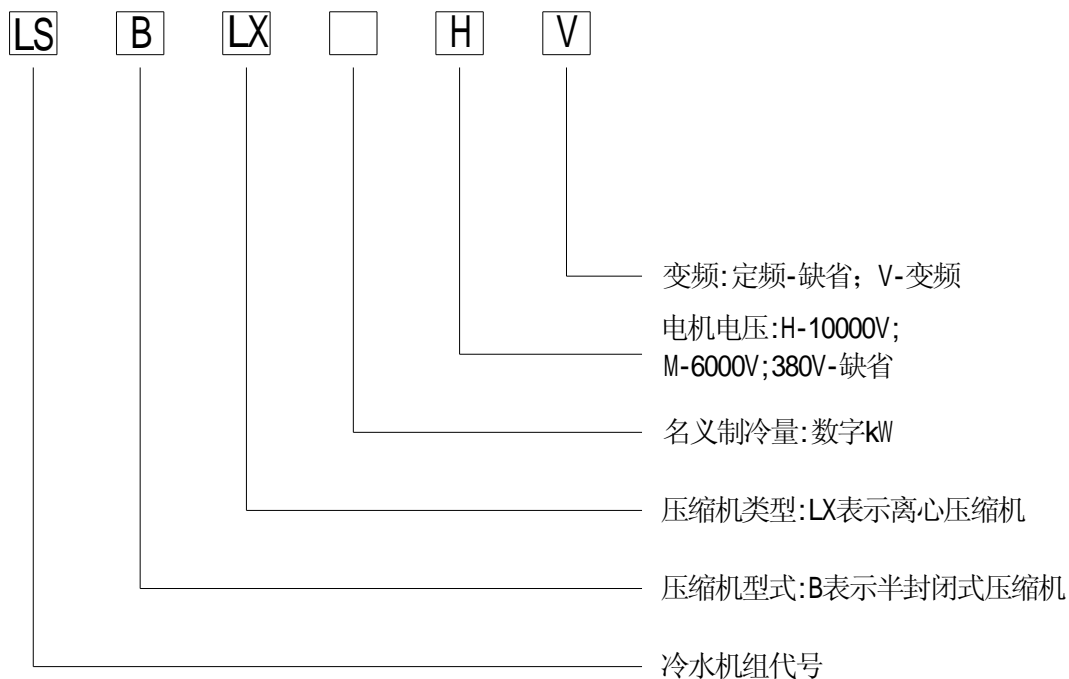 LS B LX H V
变频:定频-缺省；V-变频
电机电压:H-10000V;
M-6000V;380V-缺省
名义制冷量:数字kW
压缩机类型:LX表示离心压缩机
压缩机型式:B表示半封闭式压缩机
冷水机组代号